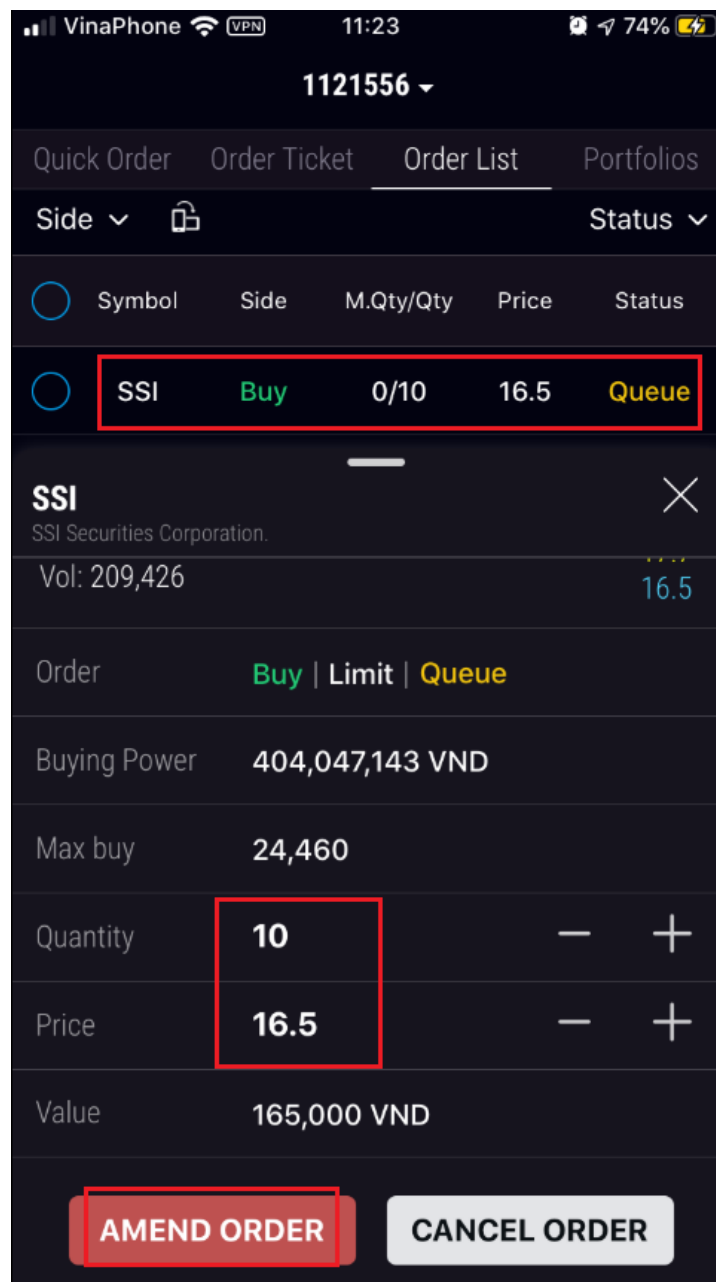 VinaPhone VPN 11:23 74%
1121556
Quick Order Order Ticket Order List Portfolios
Side Status
Symbol Side M.Qty/Qty Price Status
SSI Buy 0/10 16.5 Queue
SSI
SSI Securities Corporation.
Vol: 209,426
16.5
Order Buy | Limit | Queue
Buying Power 404,047,143 VND
Max buy 24,460
Quantity 10 − +
Price 16.5 − +
Value 165,000 VND
AMEND ORDER CANCEL ORDER